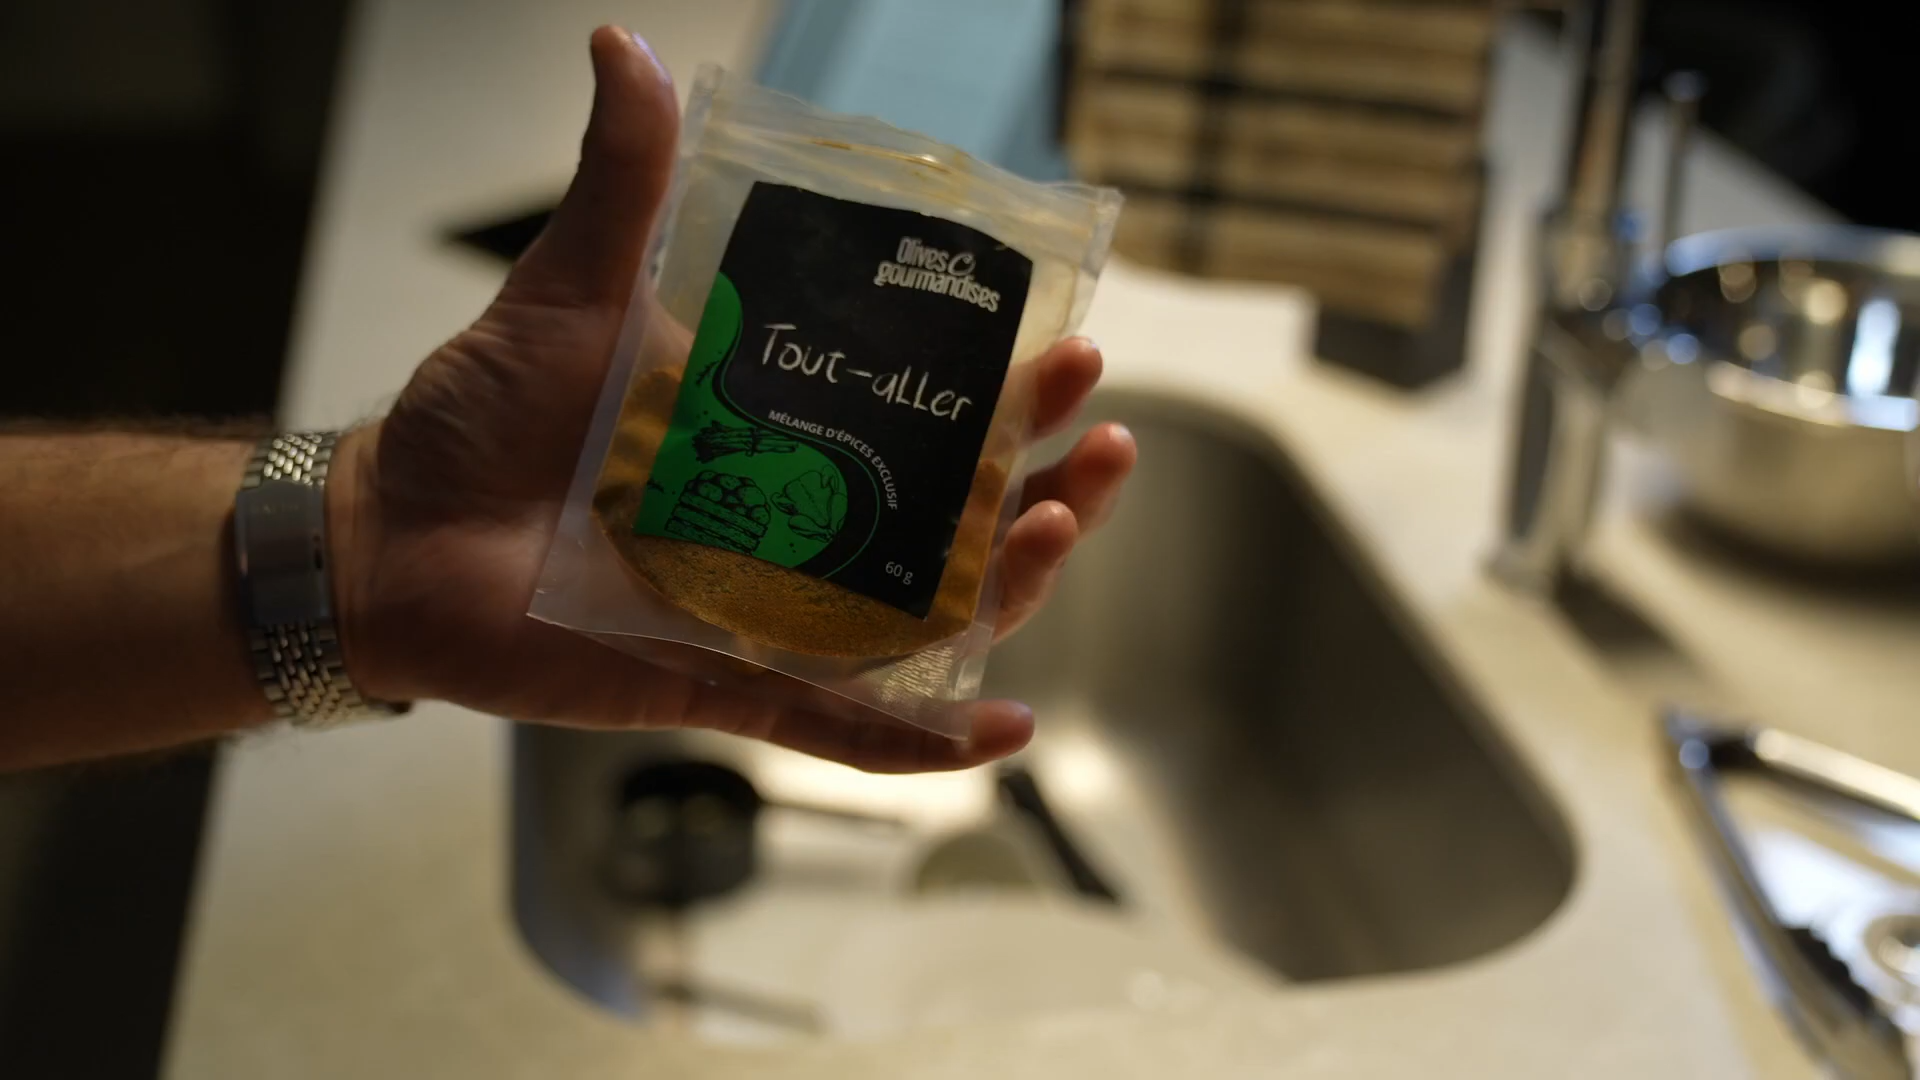 Olives &
gourmandises
Tout-aller
MÉLANGE D'ÉPICES EXCLUSIF
60 g